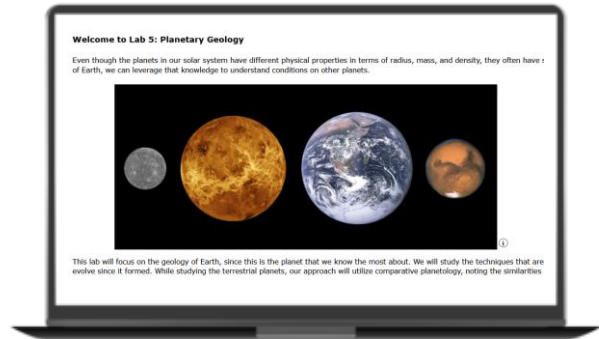 Welcome to Lab 5: Planetary Geology
Even though the planets in our solar system have different physical properties in terms of radius, mass, and density, they often have
of Earth, we can leverage that knowledge to understand conditions on other planets.
This lab will focus on the geology of Earth, since this is the planet that we know the most about. We will study the techniques that are
evolve since it formed. While studying the terrestrial planets, our approach will utilize comparative planetology, noting the similarities